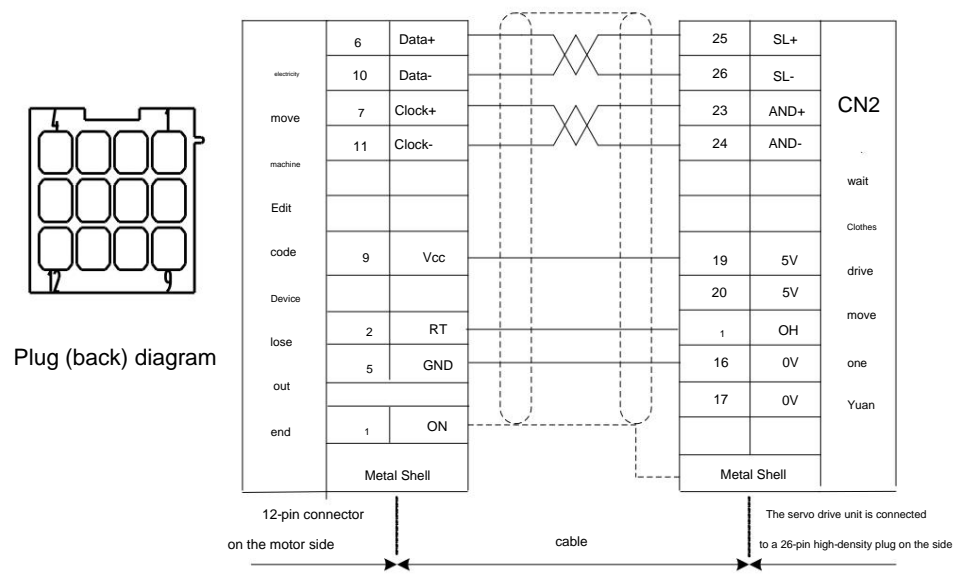 4 1
12 9
Plug (back) diagram
electricity
move
machine
Edit
code
Device
lose
out
end
6 Data+
10 Data-
7 Clock+
11 Clock-
9 Vcc
2 RT
5 GND
1 ON
Metal Shell
25 SL+
26 SL-
23 AND+
24 AND-
19 5V
20 5V
1 OH
16 0V
17 0V
Metal Shell
CN2
wait
Clothes
drive
move
one
Yuan
12-pin connector
on the motor side
cable
The servo drive unit is connected
to a 26-pin high-density plug on the side